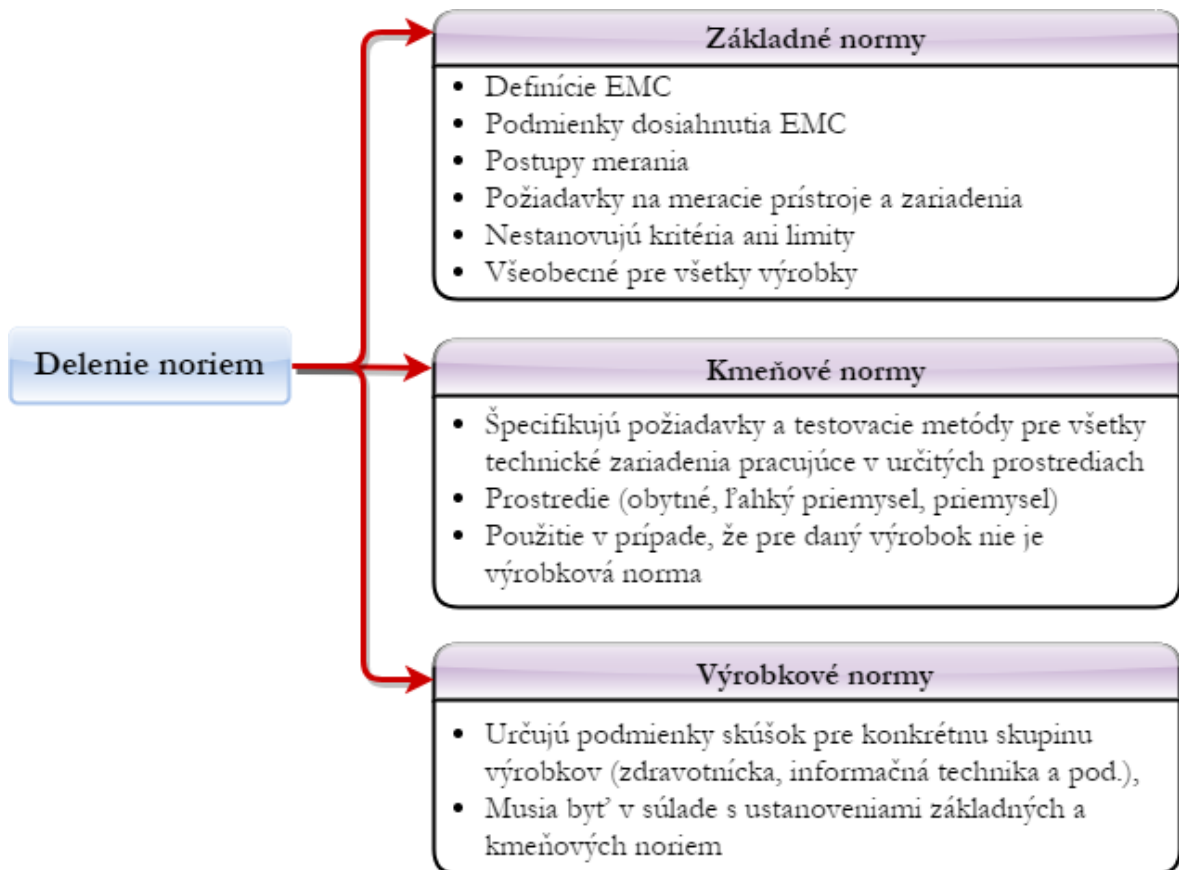 Delenie noriem
Základné normy
• Definície EMC
• Podmienky dosiahnutia EMC
• Postupy merania
• Požiadavky na meracie prístroje a zariadenia
• Nestanovujú kritéria ani limity
• Všeobecné pre všetky výrobky
Kmeňové normy
• Špecifikujú požiadavky a testovacie metódy pre všetky
technické zariadenia pracujúce v určitých prostrediach
• Prostredie (obytné, ľahký priemysel, priemysel)
• Použitie v prípade, že pre daný výrobok nie je
výrobková norma
Výrobkové normy
• Určujú podmienky skúšok pre konkrétnu skupinu
výrobkov (zdravotnícka, informačná technika a pod.),
• Musia byť v súlade s ustanoveniami základných a
kmeňových noriem